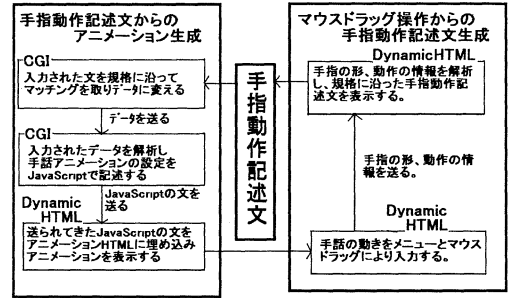 手指動作記述文からの
アニメーション生成
CGI
入力された文を規格に沿って
マッチングを取りデータに変える
データを送る
CGI
入力されたデータを解析し
手話アニメーションの設定を
JavaScriptで記述する
JavaScriptの文を
送る
Dynamic
HTML
送られてきたJavaScriptの文を
アニメーションHTMLに埋め込み
アニメーションを表示する
手指動作記述文
マウスドラッグ操作からの
手指動作記述文生成
DynamicHTML
手指の形、動作の情報を解析
し、規格に沿った手指動作記
述文を表示する。
手指の形、動作の情
報を送る。
Dynamic
HTML
手話の動きをメニューとマウス
ドラッグにより入力する。